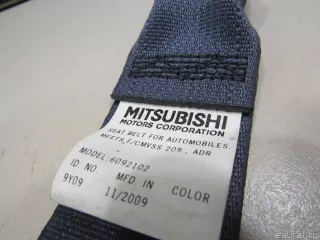 MITSUBISHI
MOTORS CORPORATION
SEAT BELT FOR AUTOMOBILES.
MEETS,F/CMVSS 209 , ADR
MODEL:6092102
ID. NO. MFD. IN COLOR
9Y09 11/2009